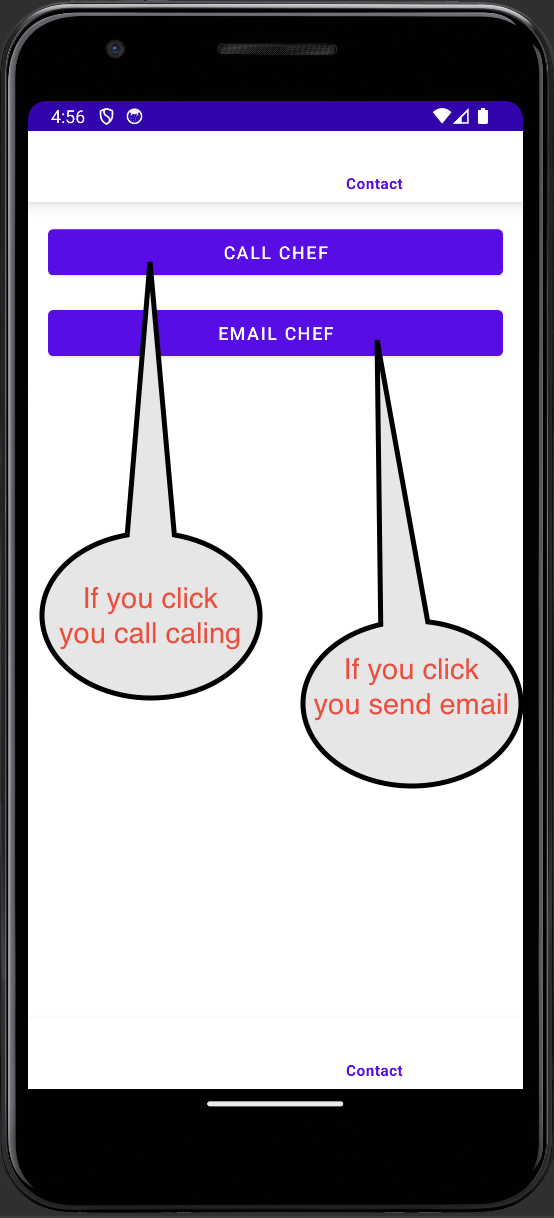 4:56
Contact
CALL CHEF
EMAIL CHEF
If you click
you call caling
If you click
you send email
Contact